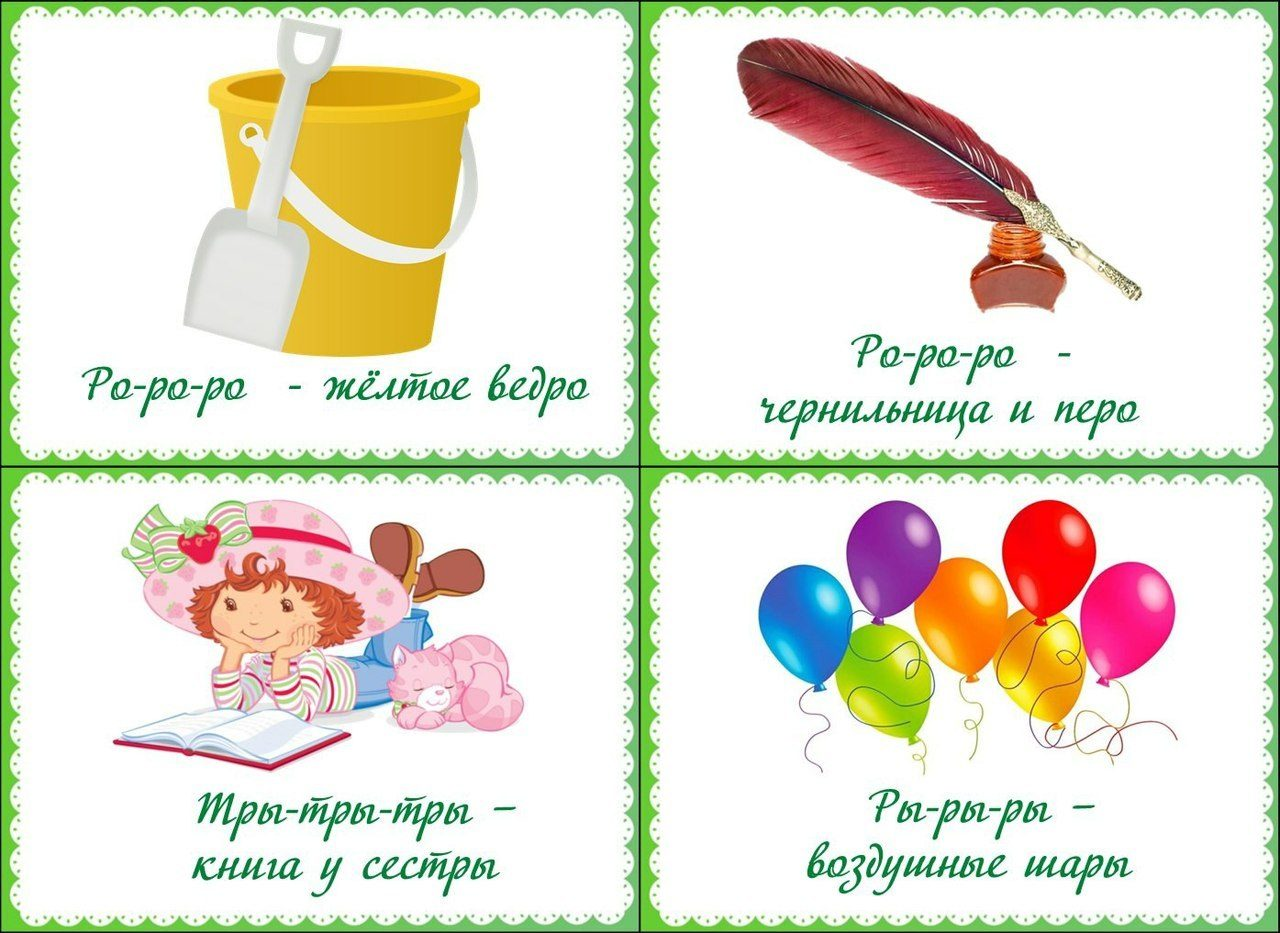 Ро-ро-ро - жёлтое ведро
Ро-ро-ро -
чернильница и перо
Тры-тры-тры –
книга у сестры
Ры-ры-ры –
воздушные шары